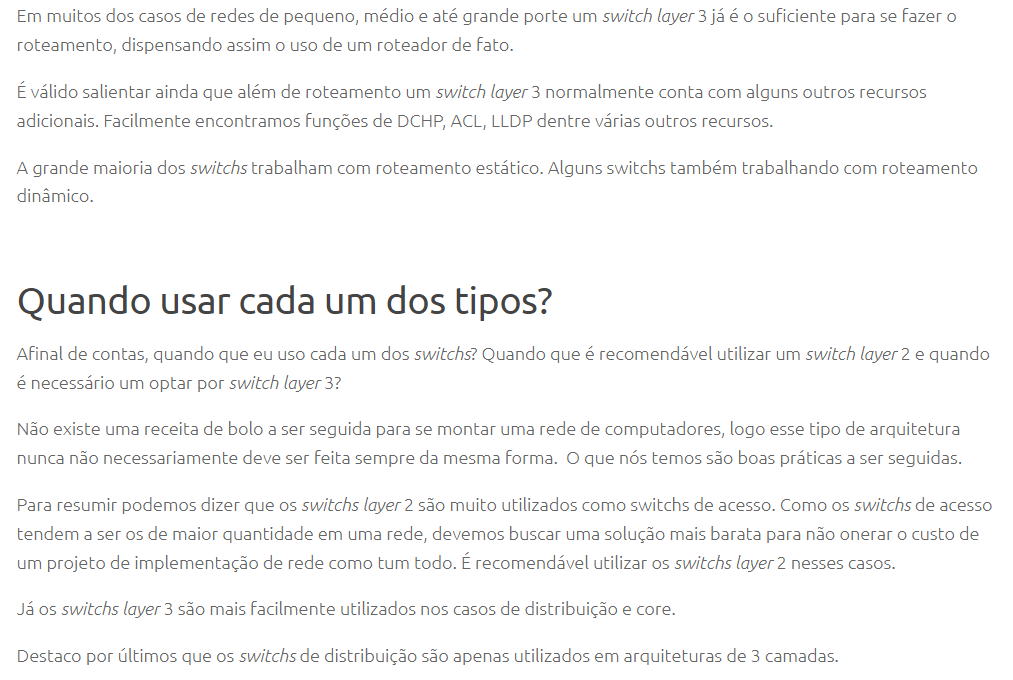 Em muitos dos casos de redes de pequeno, médio e até grande porte um switch layer 3 já é o suficiente para se fazer o
roteamento, dispensando assim o uso de um roteador de fato.
É válido salientar ainda que além de roteamento um switch layer 3 normalmente conta com alguns outros recursos
adicionais. Facilmente encontramos funções de DCHP, ACL, LLDP dentre várias outros recursos.
A grande maioria dos switchs trabalham com roteamento estático. Alguns switchs também trabalhando com roteamento
dinâmico.
Quando usar cada um dos tipos?
Afinal de contas, quando que eu uso cada um dos switchs? Quando que é recomendável utilizar um switch layer 2 e quando
é necessário um optar por switch layer 3?
Não existe uma receita de bolo a ser seguida para se montar uma rede de computadores, logo esse tipo de arquitetura
nunca não necessariamente deve ser feita sempre da mesma forma.  O que nós temos são boas práticas a ser seguidas.
Para resumir podemos dizer que os switchs layer 2 são muito utilizados como switchs de acesso. Como os switchs de acesso
tendem a ser os de maior quantidade em uma rede, devemos buscar uma solução mais barata para não onerar o custo de
um projeto de implementação de rede como tum todo. É recomendável utilizar os switchs layer 2 nesses casos.
Já os switchs layer 3 são mais facilmente utilizados nos casos de distribuição e core.
Destaco por últimos que os switchs de distribuição são apenas utilizados em arquiteturas de 3 camadas.